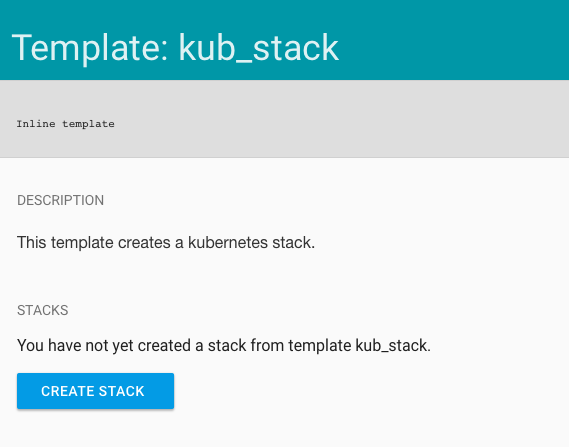 Template: kub_stack
Inline template
DESCRIPTION
This template creates a kubernetes stack.
STACKS
You have not yet created a stack from template kub_stack.
CREATE STACK